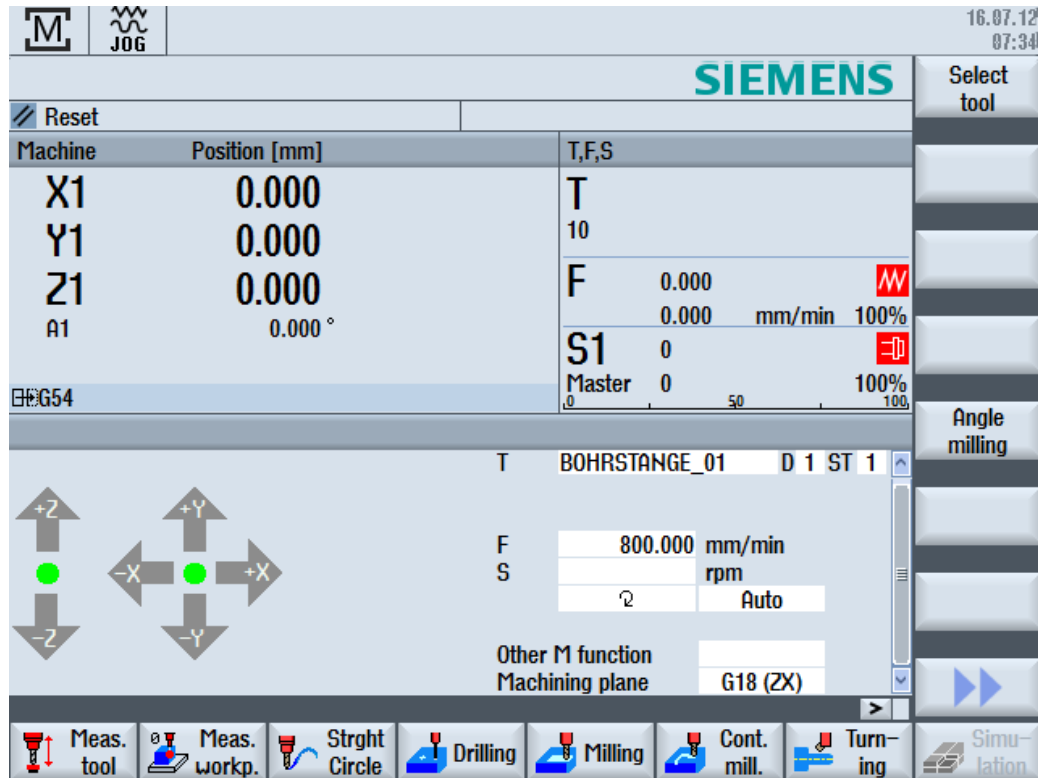 M
JOG
16.07.12
07:34
SIEMENS
Select
tool
Reset
Machine Position [mm]
T,F,S
X1 0.000
Y1 0.000
Z1 0.000
A1 0.000 °
T
10
F 0.000
0.000 mm/min 100%
S1 0
Master 0 100%
0 50 100
G54
Angle
milling
T BOHRSTANGE_01 D 1 ST 1
+Z
-Z
+Y
-X
+X
-Y
F 800.000 mm/min
S rpm
Auto
Other M function
Machining plane G18 (ZX)
>
Meas.
tool
Meas.
workp.
Strght
Circle
Drilling
Milling
Cont.
mill.
Turn-
ing
Simu-
lation